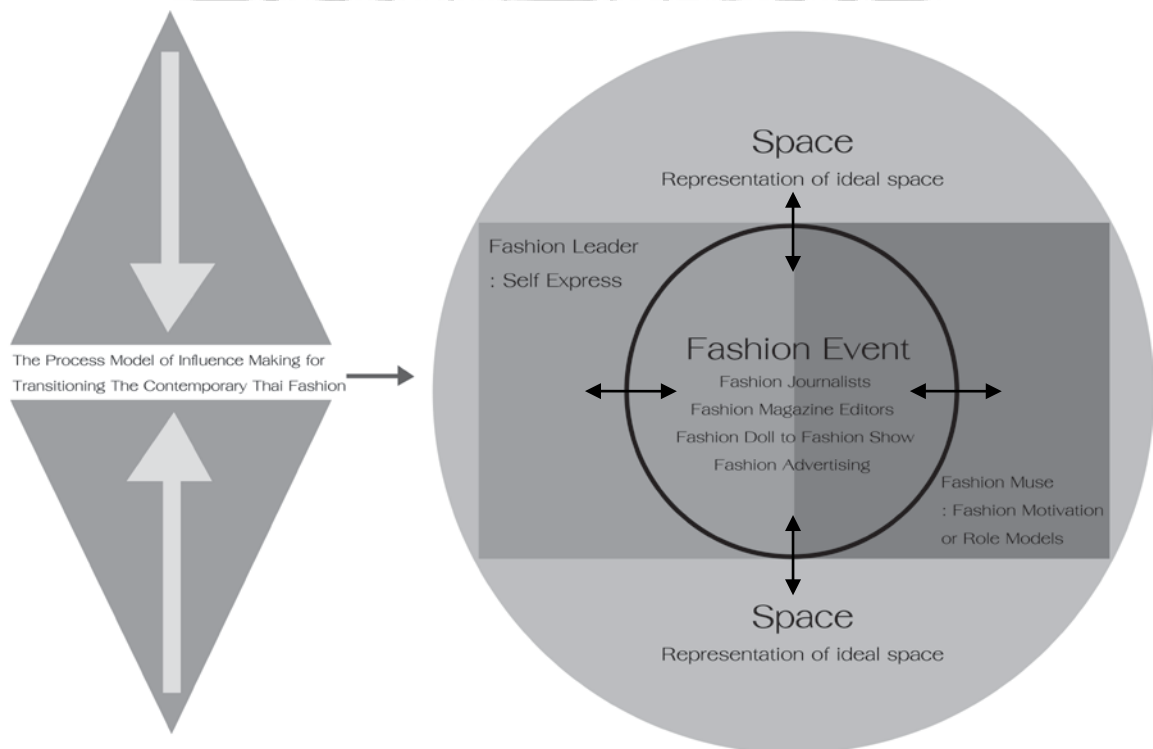 The Process Model of Influence Making for
Transitioning The Contemporary Thai Fashion
Space
Representation of ideal space
Fashion Leader
: Self Express
Fashion Event
Fashion Journalists
Fashion Magazine Editors
Fashion Doll to Fashion Show
Fashion Advertising
Fashion Muse
: Fashion Motivation
or Role Models
Space
Representation of ideal space